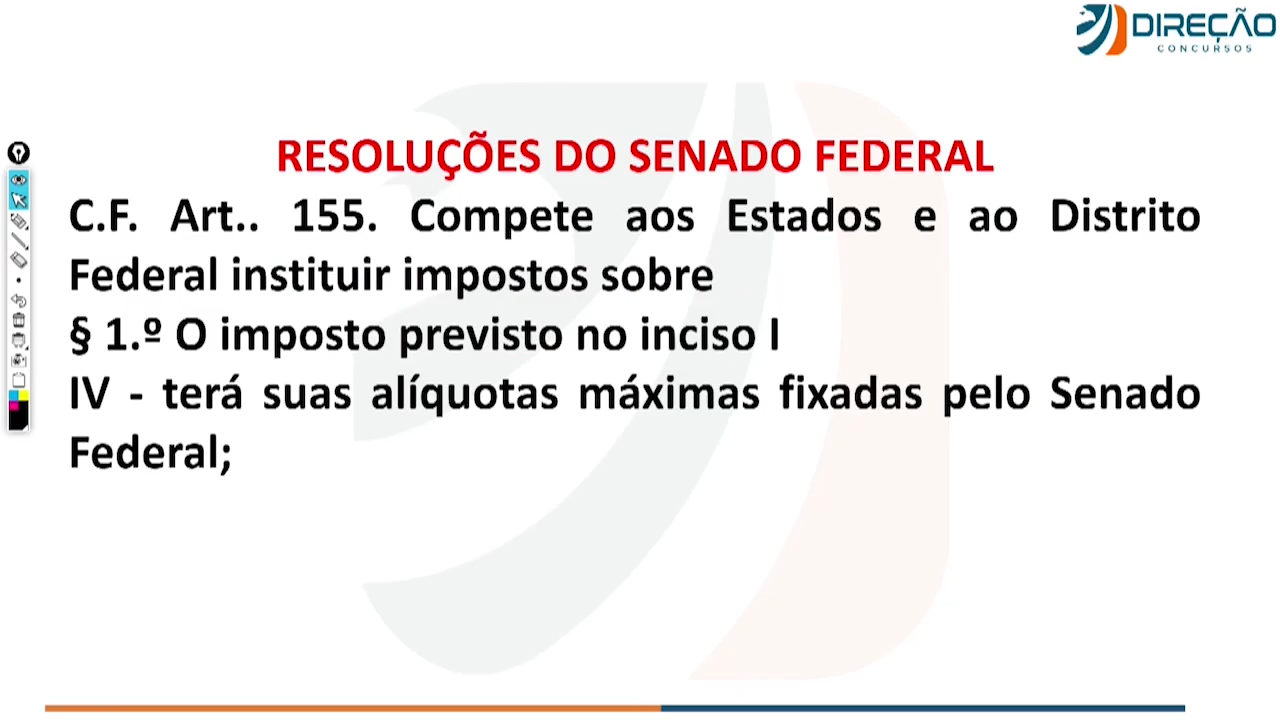 DIREÇÃO
CONCURSOS
RESOLUÇÕES DO SENADO FEDERAL
C.F. Art.. 155. Compete aos Estados e ao Distrito
Federal instituir impostos sobre
§ 1.º O imposto previsto no inciso I
IV - terá suas alíquotas máximas fixadas pelo Senado
Federal;